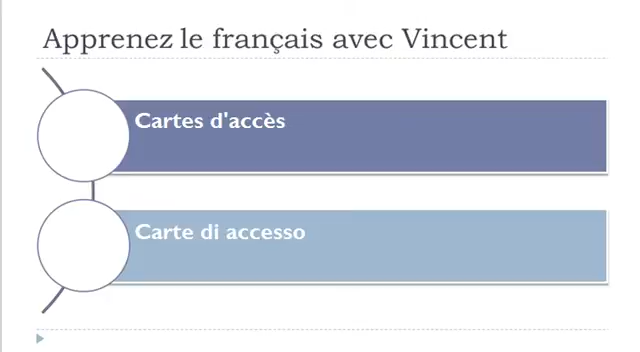 Apprenez le français avec Vincent
Cartes d'accès
Carte di accesso